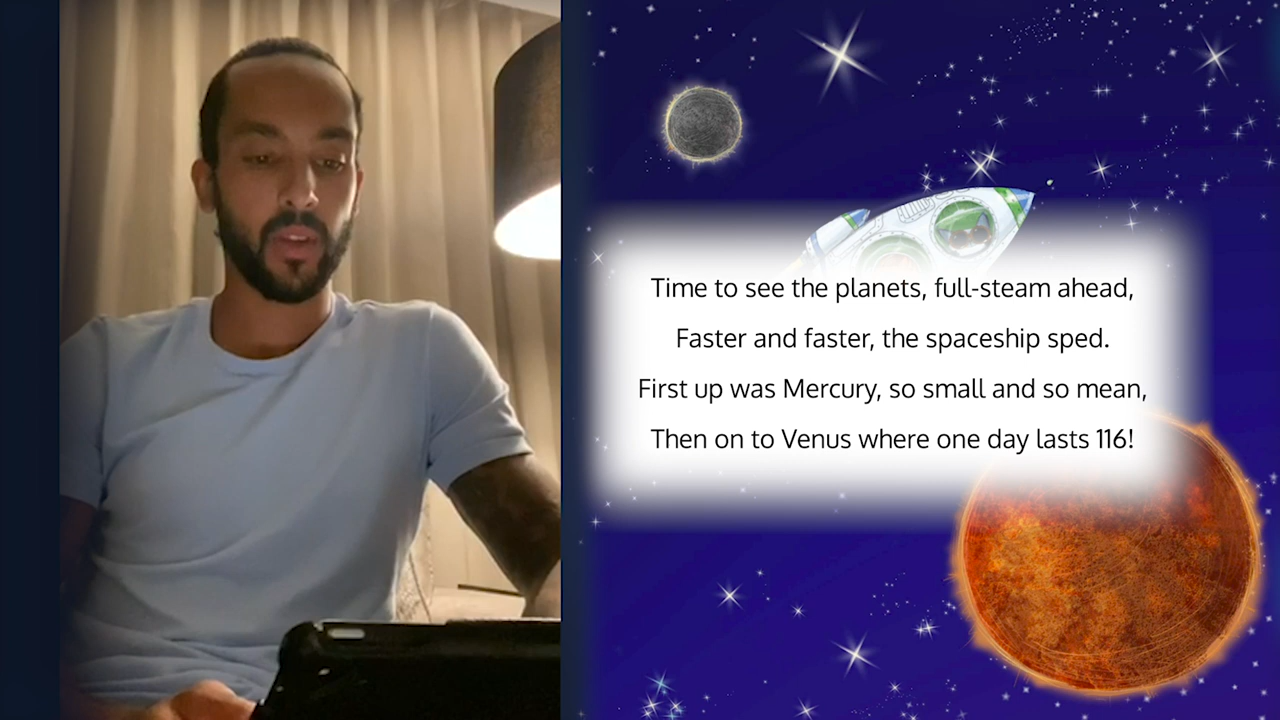 Time to see the planets, full-steam ahead,
Faster and faster, the spaceship sped.
First up was Mercury, so small and so mean,
Then on to Venus where one day lasts 116!